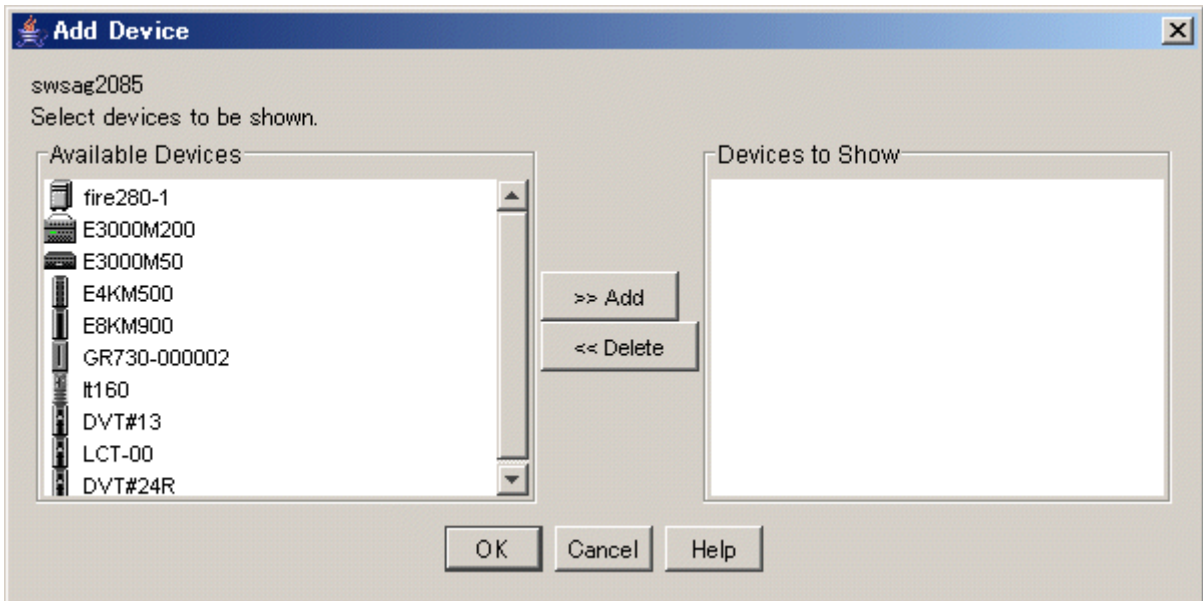 Add Device
swsag2085
Select devices to be shown.
Available Devices
fire280-1
E3000M200
E3000M50
E4KM500
E8KM900
GR730-000002
lt160
DVT#13
LCT-00
DVT#24R
>> Add
<< Delete
Devices to Show
OK
Cancel
Help